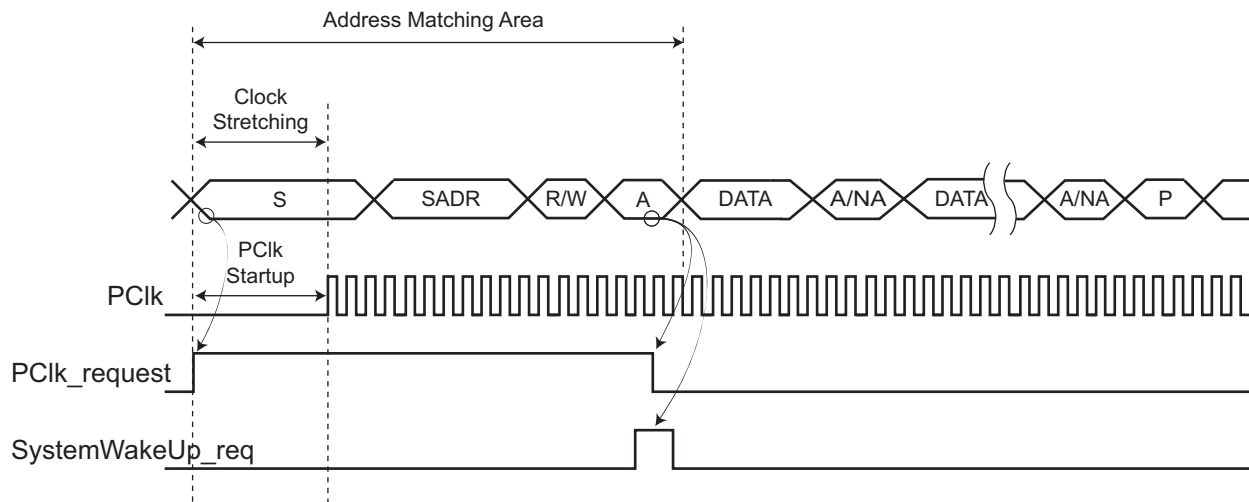 Address Matching Area
Clock
Stretching
S
SADR
R/W
A
DATA
A/NA
DATA
A/NA
P
PClk
Startup
PClk
PClk_request
SystemWakeUp_req